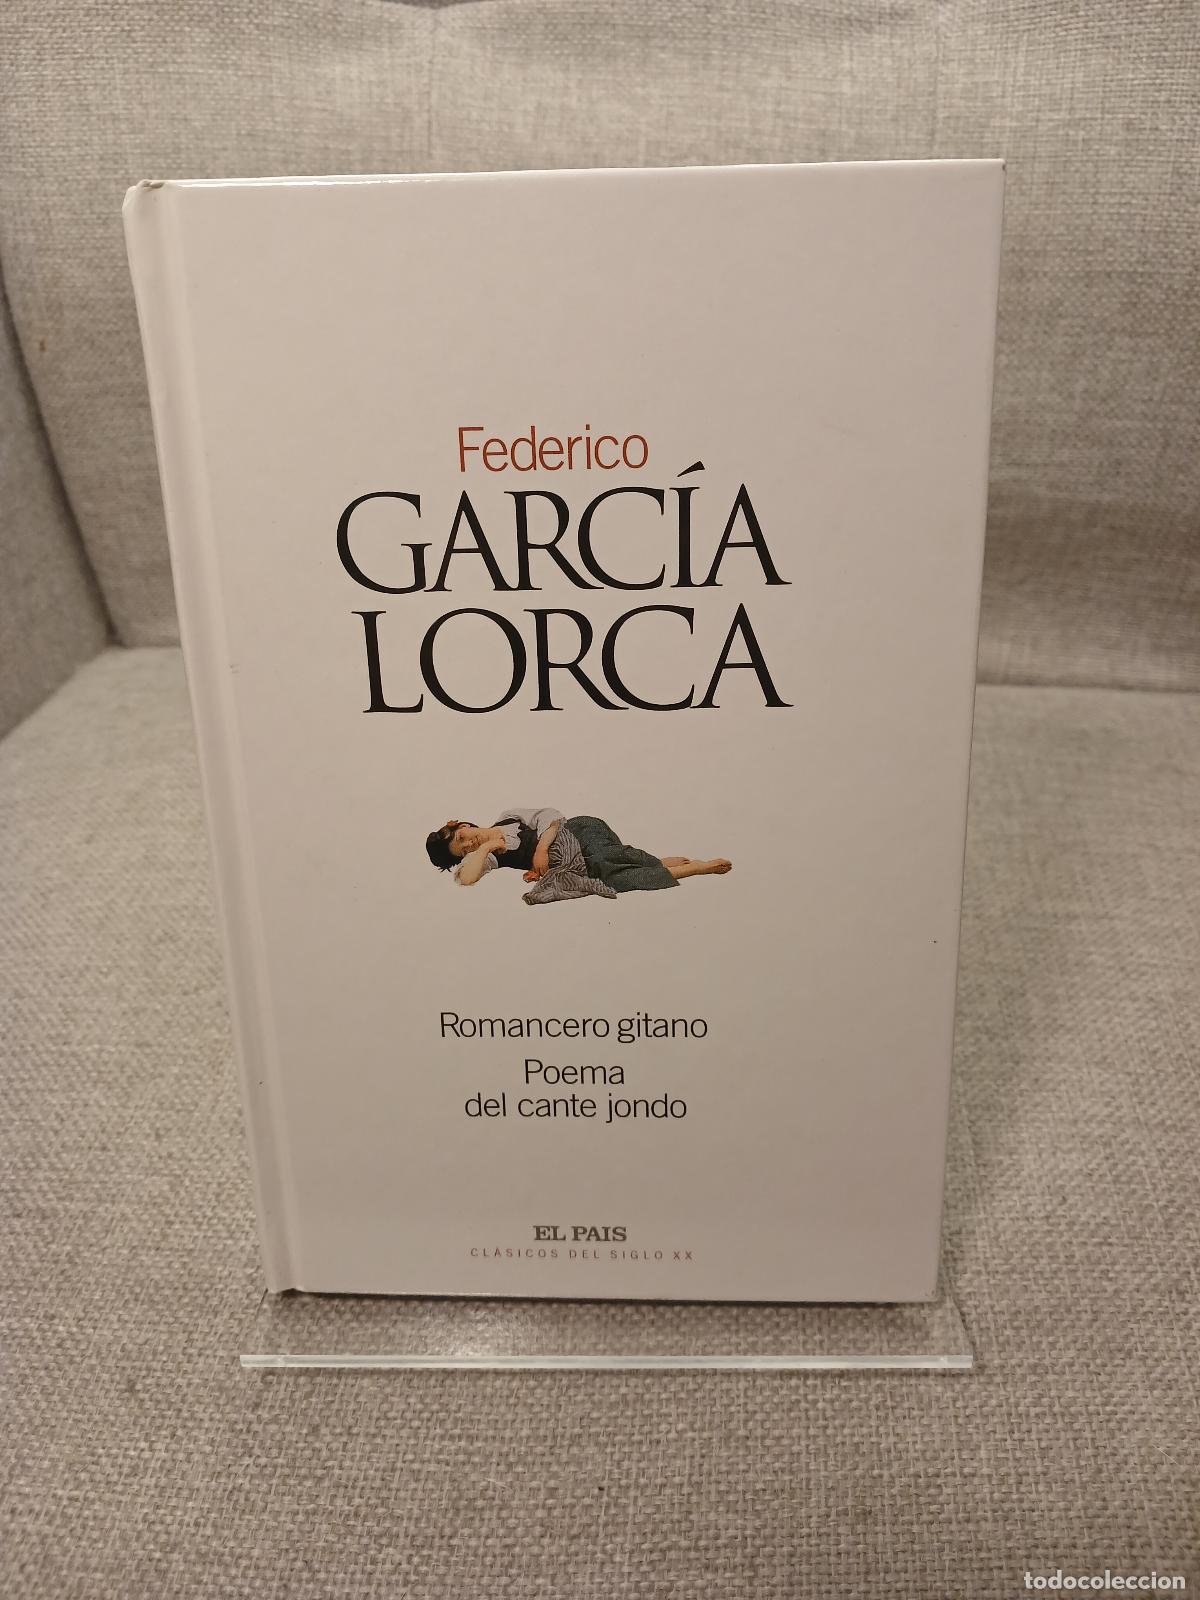 Federico
GARCÍA
LORCA
Romancero gitano
Poema
del cante jondo
EL PAIS
CLÁSICOS DEL SIGLO XX
todocoleccion